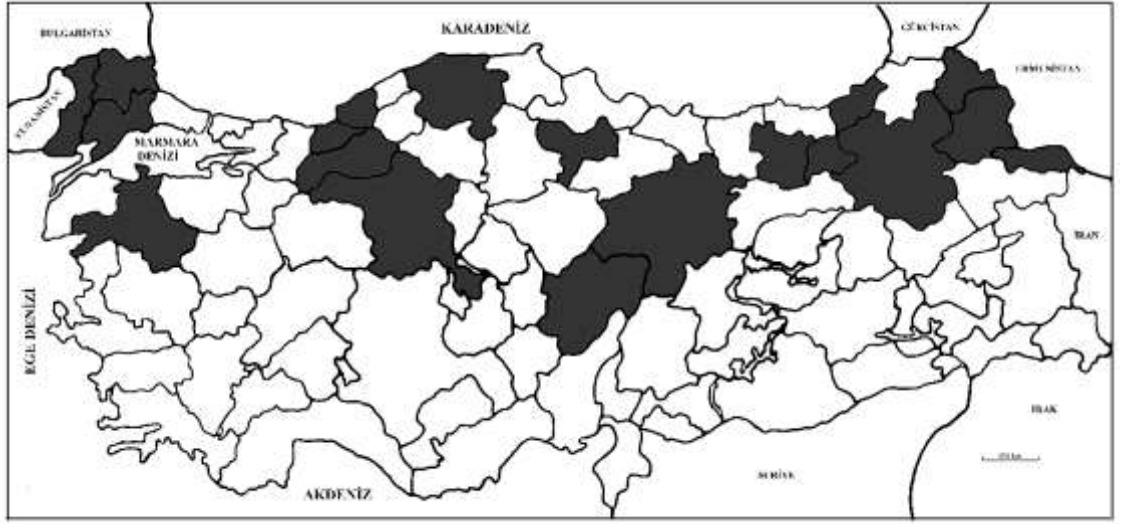 BULGARİSTAN
KARADENİZ
GÜRCİSTAN
ERMENİSTAN
YUNANİSTAN
MARMARA
DENİZİ
İRAN
EGE DENİZİ
IRAK
SURİYE
AKDENİZ